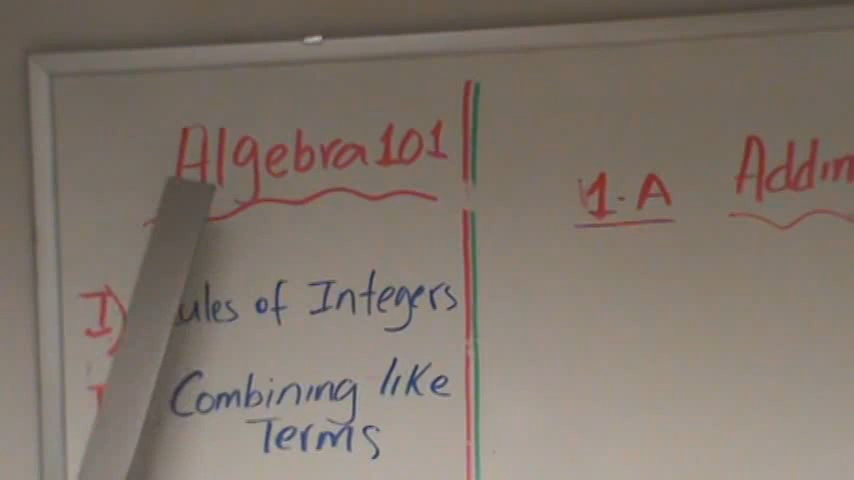 Algebra 101
I) ules of Integers
Combining like
Terms
1.A Addin